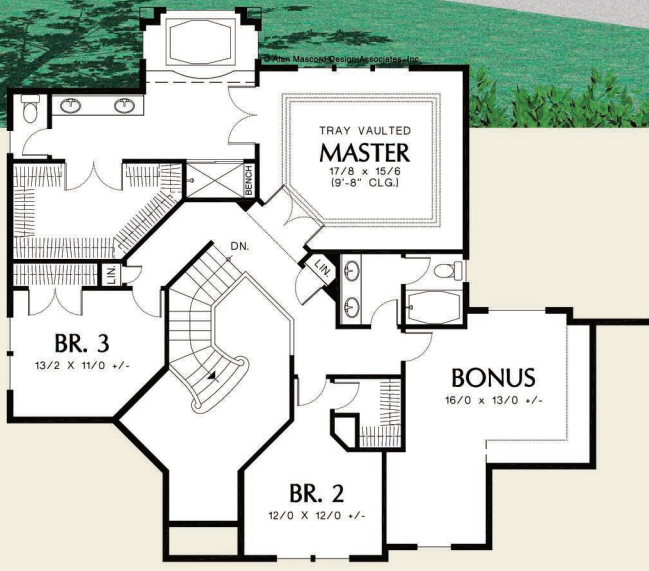 © Alan Mascord Design Associates, Inc.
TRAY VAULTED
MASTER
17/8 x 15/6
(9'-8" CLG.)
BENCH
DN.
LIN.
LIN.
BR. 3
13/2 X 11/0 +/-
BONUS
16/0 x 13/0 +/-
BR. 2
12/0 X 12/0 +/-